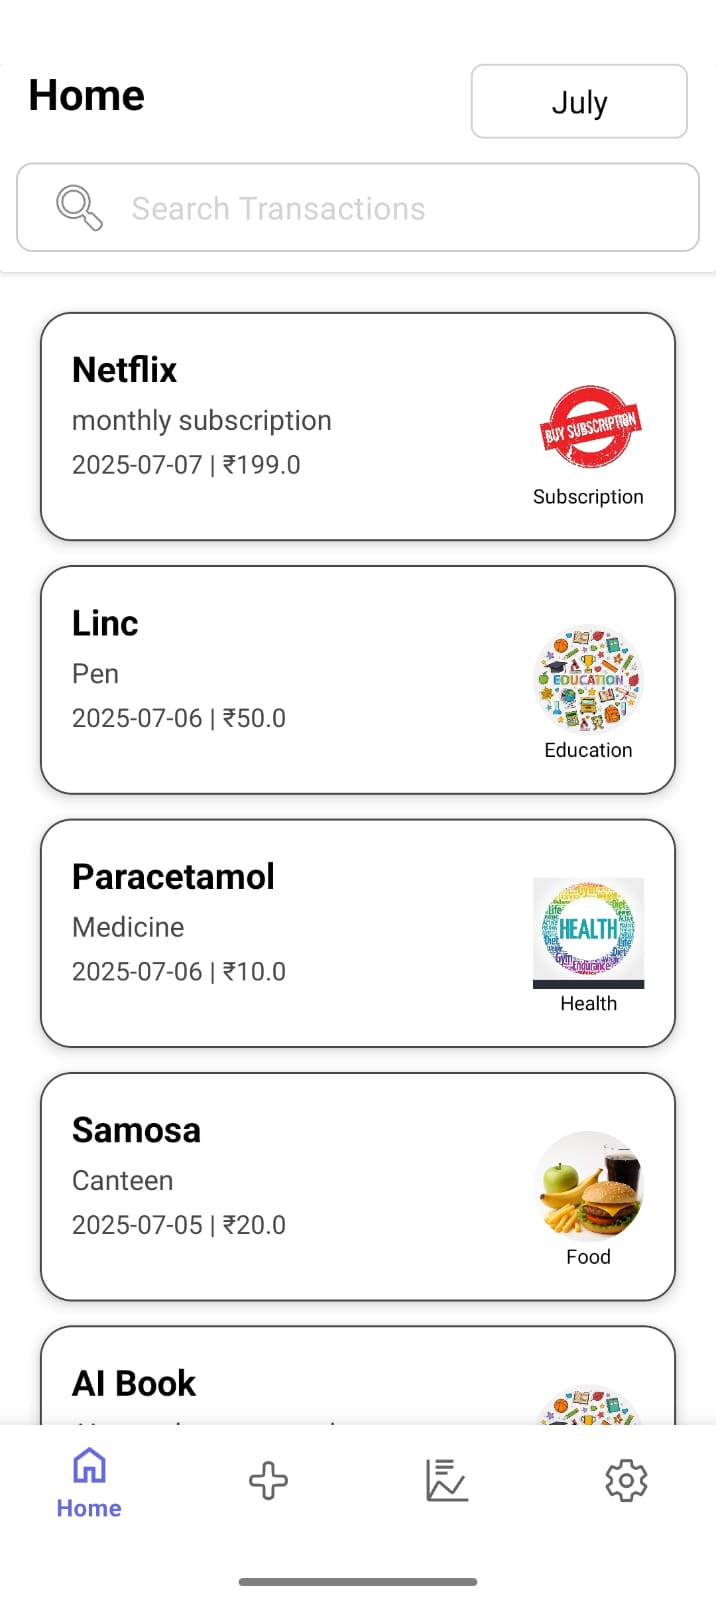 Home
July
Search Transactions
Netflix
monthly subscription
2025-07-07 | ₹199.0
BUY SUBSCRIPTION
Subscription
Linc
Pen
2025-07-06 | ₹50.0
EDUCATION
Education
Paracetamol
Medicine
2025-07-06 | ₹10.0
HEALTH
Gym
Endurance
Health
Samosa
Canteen
2025-07-05 | ₹20.0
Food
AI Book
Home